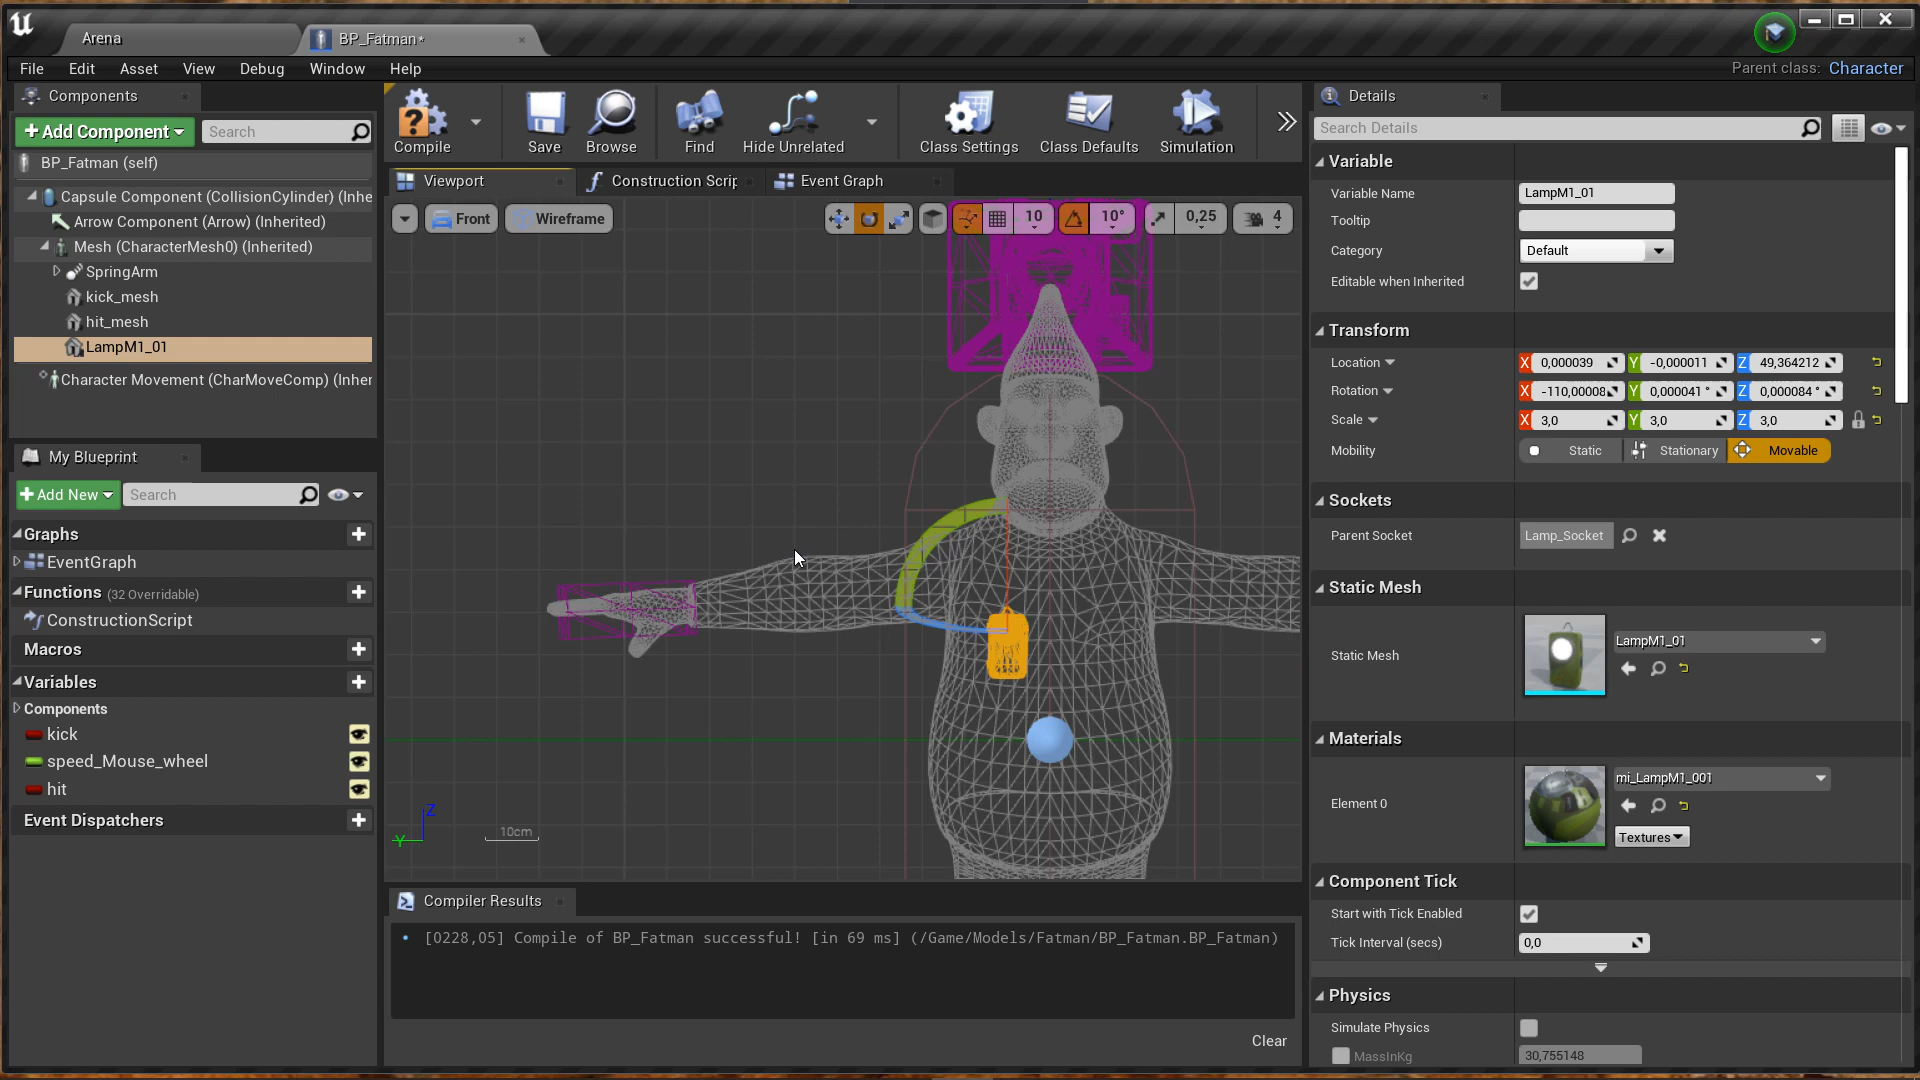 Arena
BP_Fatman*
File Edit Asset View Debug Window Help
Parent class: Character
Components
Add Component
Search
BP_Fatman (self)
Capsule Component (CollisionCylinder) (Inhe
Arrow Component (Arrow) (Inherited)
Mesh (CharacterMesh0) (Inherited)
SpringArm
kick_mesh
hit_mesh
LampM1_01
Character Movement (CharMoveComp) (Inher
My Blueprint
Add New
Search
Graphs
EventGraph
Functions (32 Overridable)
ConstructionScript
Macros
Variables
Components
kick
speed_Mouse_wheel
hit
Event Dispatchers
Compile Save Browse Find Hide Unrelated Class Settings Class Defaults Simulation
Viewport Construction Scrip Event Graph
Front Wireframe 10 10° 0,25 4
Z
Y
10cm
Compiler Results
[0228,05] Compile of BP_Fatman successful! [in 69 ms] (/Game/Models/Fatman/BP_Fatman.BP_Fatman)
Clear
Details
Search Details
Variable
Variable Name LampM1_01
Tooltip
Category Default
Editable when Inherited
Transform
Location X 0,000039 Y -0,000011 Z 49,364212
Rotation X -110,00008 Y 0,000041 ° Z 0,000084 °
Scale X 3,0 Y 3,0 Z 3,0
Mobility Static Stationary Movable
Sockets
Parent Socket Lamp_Socket
Static Mesh
Static Mesh LampM1_01
Materials
Element 0 mi_LampM1_001
Textures
Component Tick
Start with Tick Enabled
Tick Interval (secs) 0,0
Physics
Simulate Physics
MassInKg 30,755148